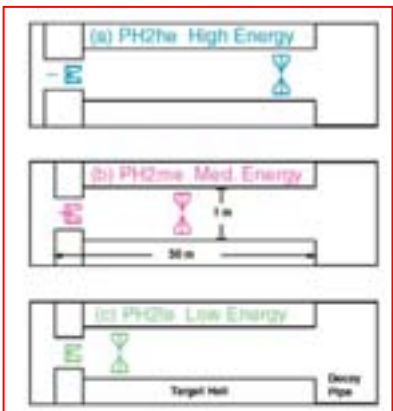 (a) PH2he High Energy
(b) PH2me Med. Energy
1 m
50 m
(c) PH2le Low Energy
Target Hall
Decay
Pipe